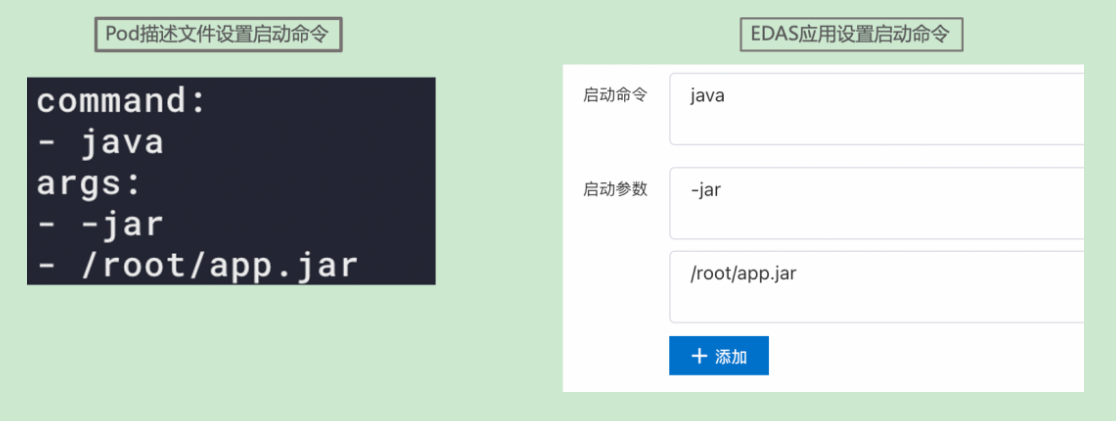 Pod描述文件设置启动命令
command:
- java
args:
- -jar
- /root/app.jar
EDAS应用设置启动命令
启动命令 java
启动参数 -jar
/root/app.jar
+ 添加